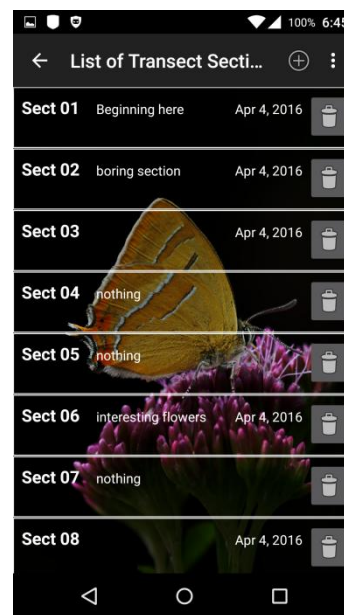 100% 6:45
List of Transect Secti...
Sect 01 Beginning here Apr 4, 2016
Sect 02 boring section Apr 4, 2016
Sect 03 Apr 4, 2016
Sect 04 nothing
Sect 05 nothing
Sect 06 interesting flowers Apr 4, 2016
Sect 07 nothing
Sect 08 Apr 4, 2016